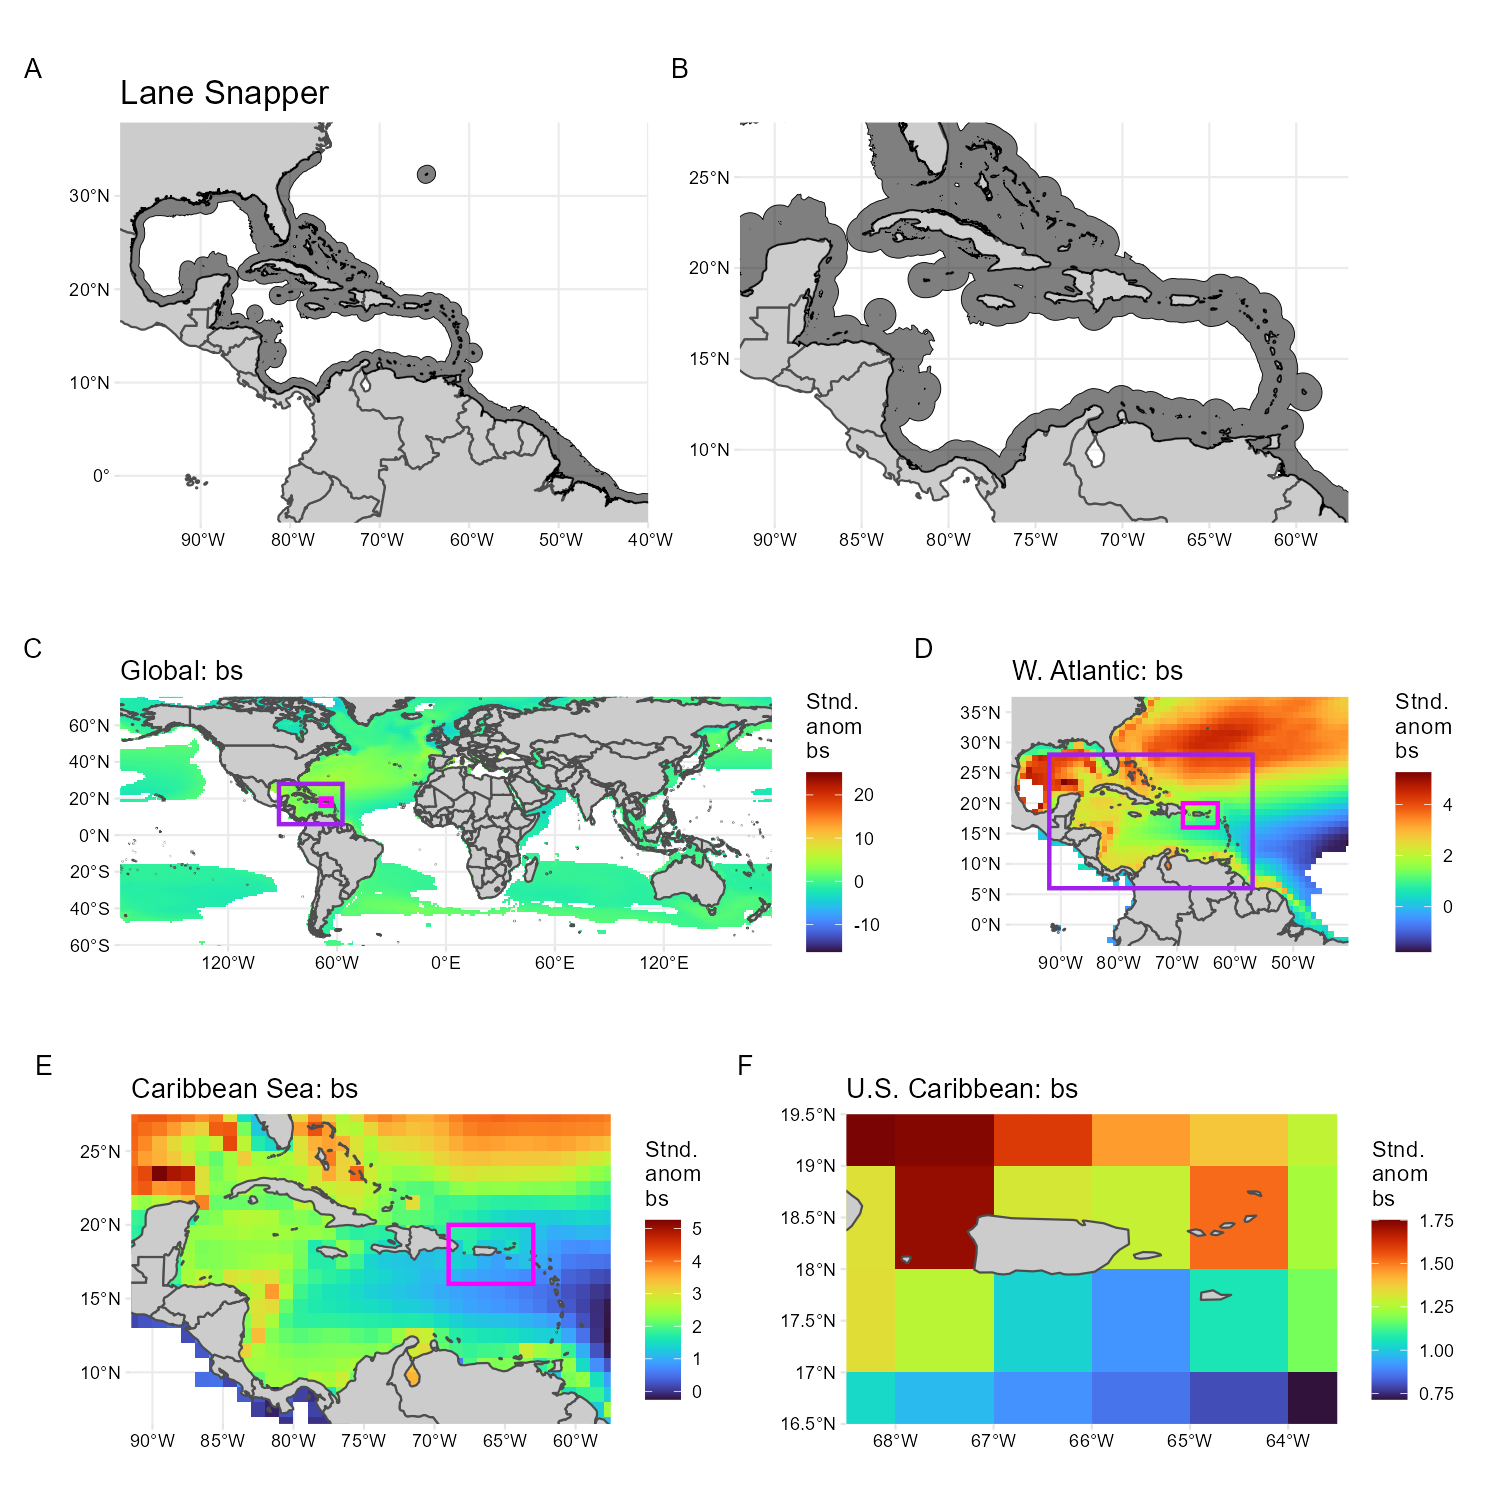 A
B
Lane Snapper
30°N
20°N
10°N
0°
90°W 80°W 70°W 60°W 50°W 40°W
25°N
20°N
15°N
10°N
90°W 85°W 80°W 75°W 70°W 65°W 60°W
C
D
Global: bs
60°N
40°N
20°N
0°N
20°S
40°S
60°S
120°W 60°W 0°E 60°E 120°E
Stnd.
anom
bs
20
10
0
-10
W. Atlantic: bs
35°N
30°N
25°N
20°N
15°N
10°N
5°N
0°N
90°W 80°W 70°W 60°W 50°W
Stnd.
anom
bs
4
2
0
E
F
Caribbean Sea: bs
25°N
20°N
15°N
10°N
90°W 85°W 80°W 75°W 70°W 65°W 60°W
Stnd.
anom
bs
5
4
3
2
1
0
U.S. Caribbean: bs
19.5°N
19°N
18.5°N
18°N
17.5°N
17°N
16.5°N
68°W 67°W 66°W 65°W 64°W
Stnd.
anom
bs
1.75
1.50
1.25
1.00
0.75